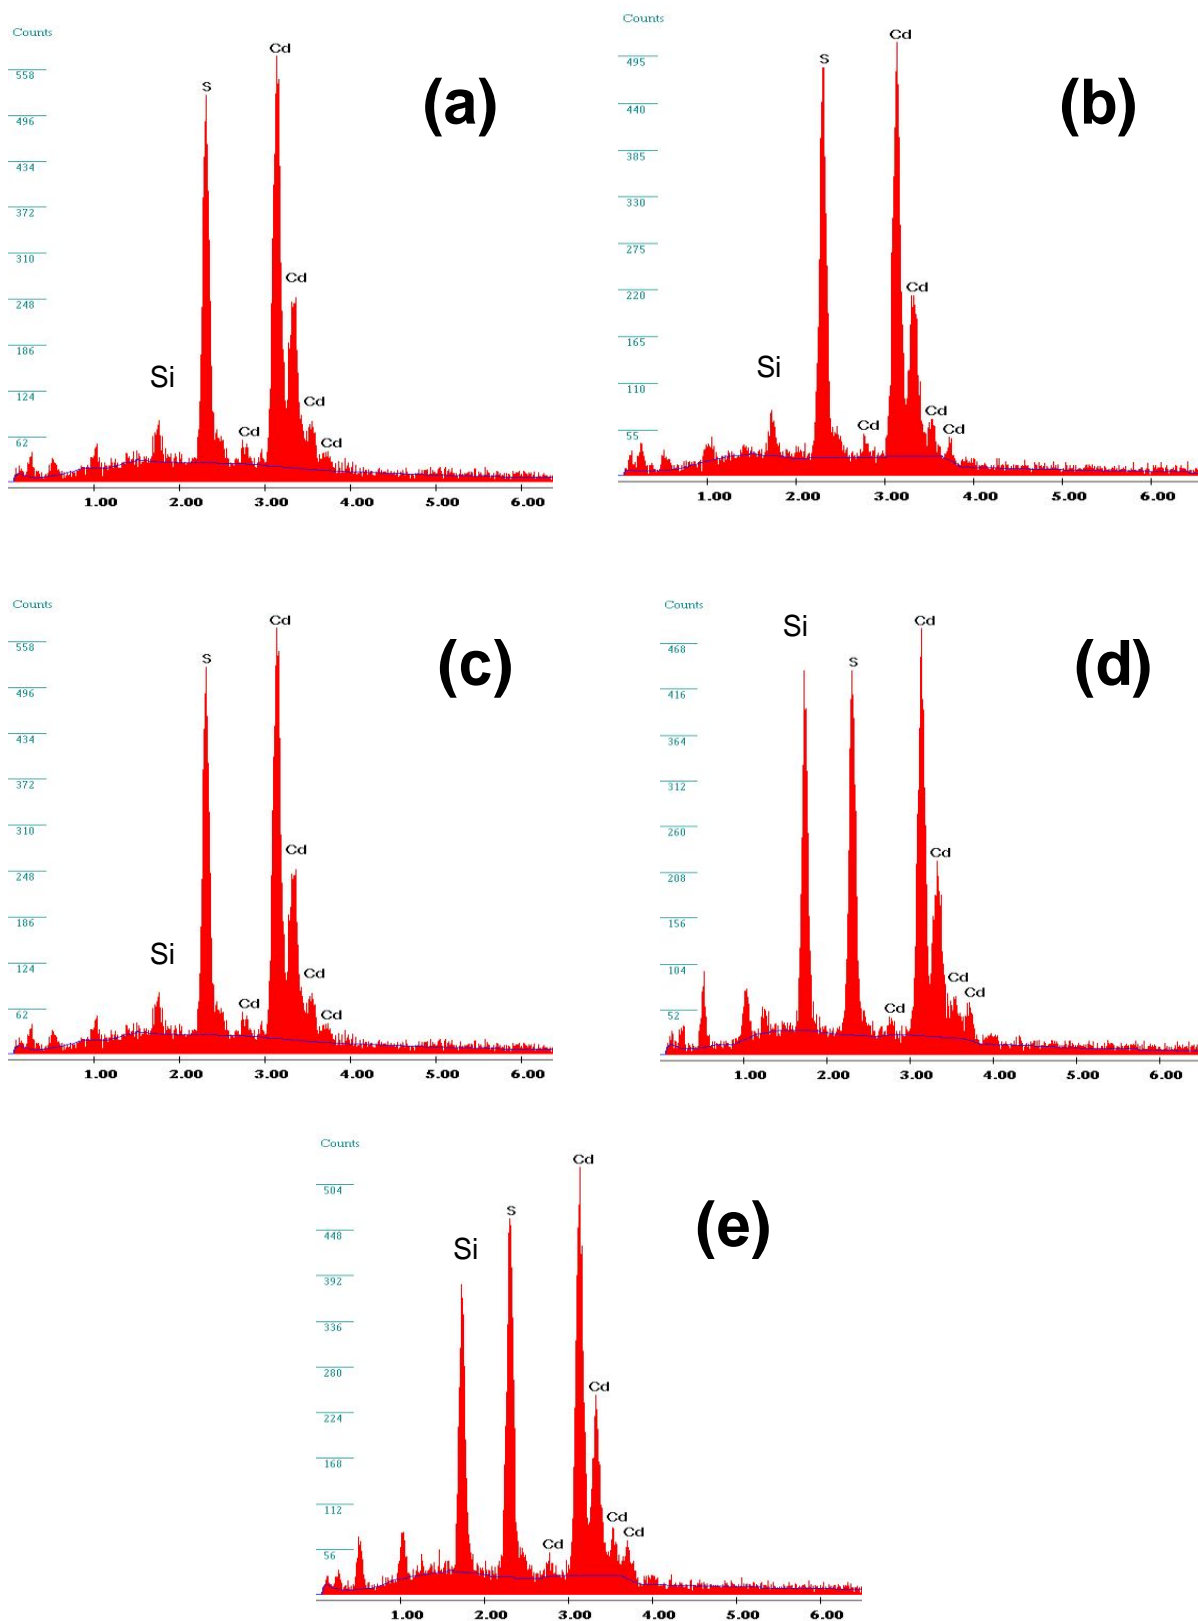 Counts
558
496
434
372
310
248
186
124
62
S
Cd
Cd
Cd
Cd
Cd
Si
(a)
1.00 2.00 3.00 4.00 5.00 6.00
Counts
495
440
385
330
275
220
165
110
55
S
Cd
Cd
Cd
Cd
Cd
Si
(b)
1.00 2.00 3.00 4.00 5.00 6.00
Counts
558
496
434
372
310
248
186
124
62
S
Cd
Cd
Cd
Cd
Cd
Si
(c)
1.00 2.00 3.00 4.00 5.00 6.00
Counts
468
416
364
312
260
208
156
104
52
Si
S
Cd
Cd
Cd
Cd
Cd
(d)
1.00 2.00 3.00 4.00 5.00 6.00
Counts
504
448
392
336
280
224
168
112
56
Si
S
Cd
Cd
Cd
Cd
Cd
(e)
1.00 2.00 3.00 4.00 5.00 6.00